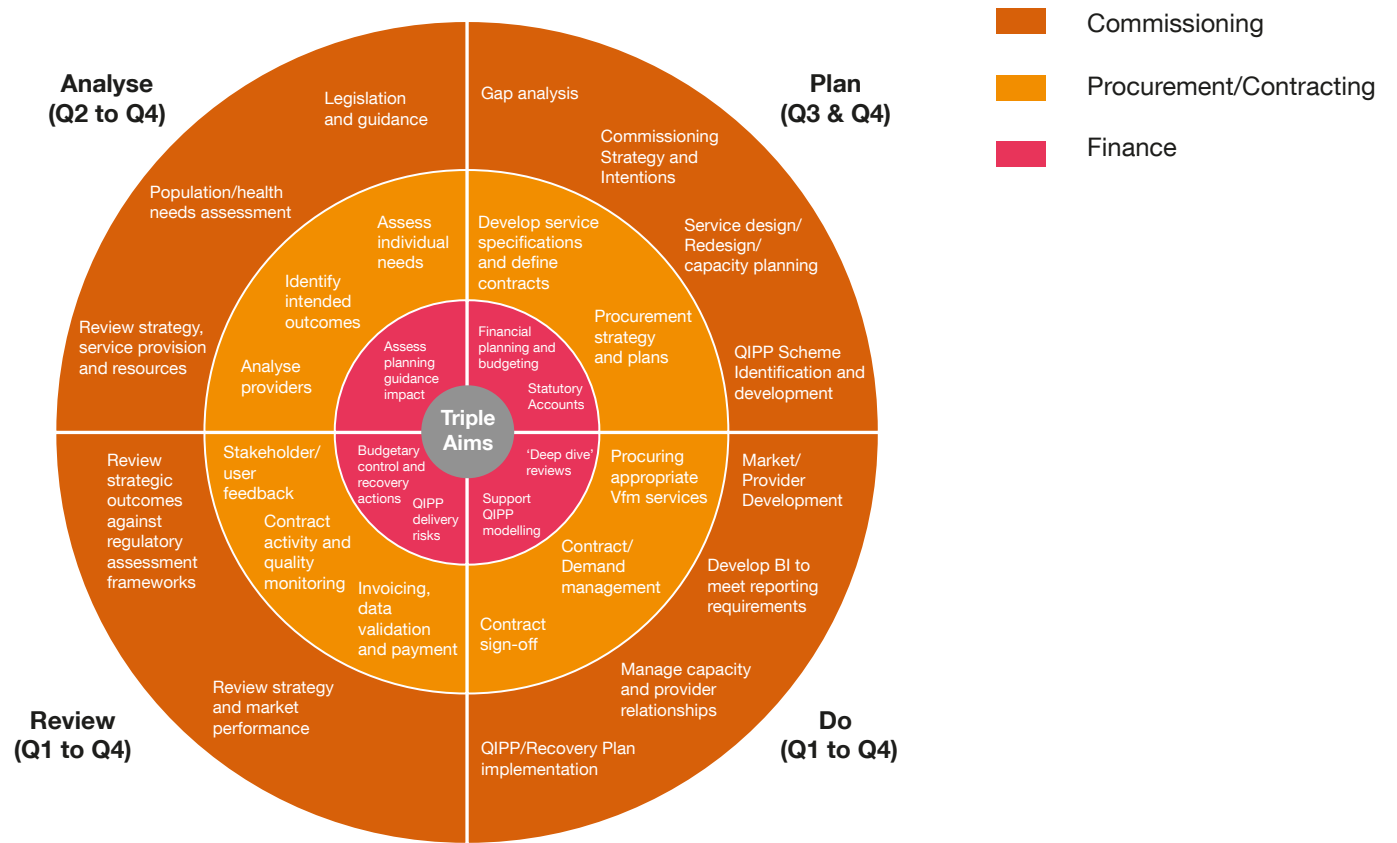 Analyse
(Q2 to Q4)
Legislation
and guidance
Population/health
needs assessment
Review strategy,
service provision
and resources
Assess
individual
needs
Identify
intended
outcomes
Analyse
providers
Assess
planning
guidance
impact
Plan
(Q3 & Q4)
Gap analysis
Commissioning
Strategy and
Intentions
Service design/
Redesign/
capacity planning
QIPP Scheme
Identification and
development
Develop service
specifications
and define
contracts
Procurement
strategy
and plans
Financial
planning and
budgeting
Statutory
Accounts
Triple
Aims
Do
(Q1 to Q4)
Market/
Provider
Development
Develop BI to
meet reporting
requirements
Manage capacity
and provider
relationships
QIPP/Recovery Plan
implementation
Procuring
appropriate
Vfm services
Contract/
Demand
management
Contract
sign-off
‘Deep dive’
reviews
Support
QIPP
modelling
Review
(Q1 to Q4)
Review
strategic
outcomes
against
regulatory
assessment
frameworks
Review strategy
and market
performance
Stakeholder/
user
feedback
Contract
activity and
quality
monitoring
Invoicing,
data
validation
and payment
Budgetary
control and
recovery
actions
QIPP
delivery
risks
Commissioning
Procurement/Contracting
Finance